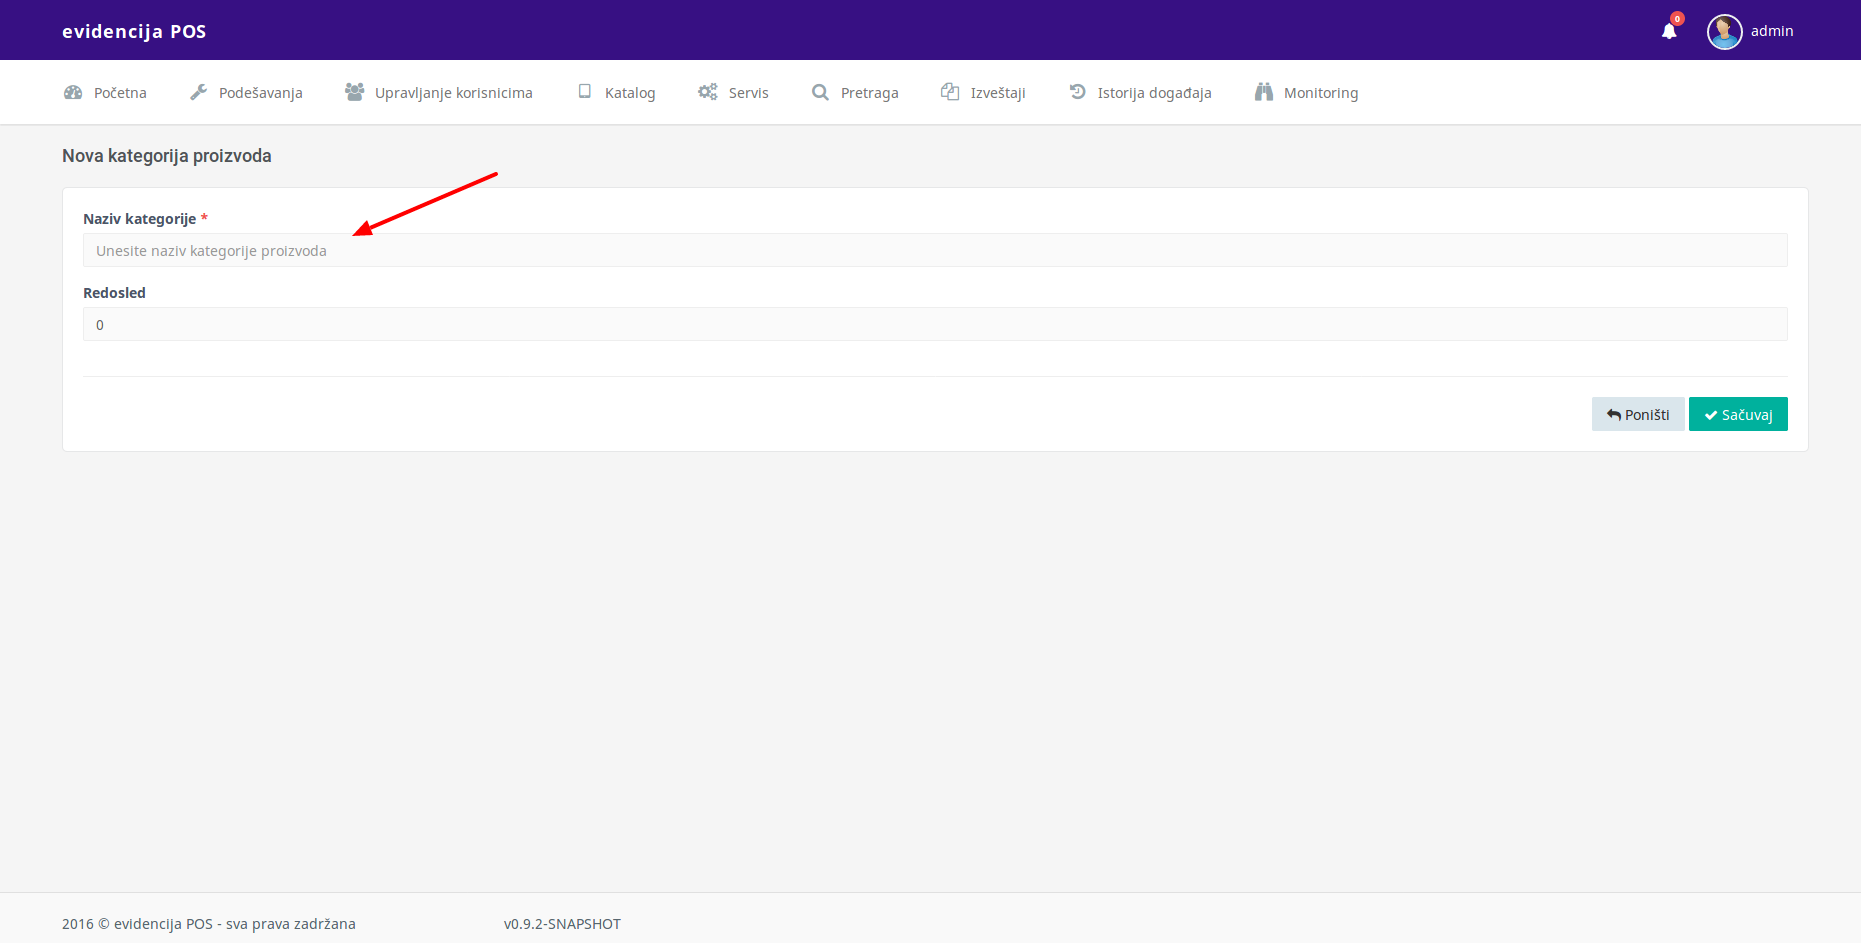 evidencija POS
0
admin
Početna Podešavanja Upravljanje korisnicima Katalog Servis Pretraga Izveštaji Istorija događaja Monitoring
Nova kategorija proizvoda
Naziv kategorije *
Unesite naziv kategorije proizvoda
Redosled
0
Poništi Sačuvaj
2016 © evidencija POS - sva prava zadržana v0.9.2-SNAPSHOT